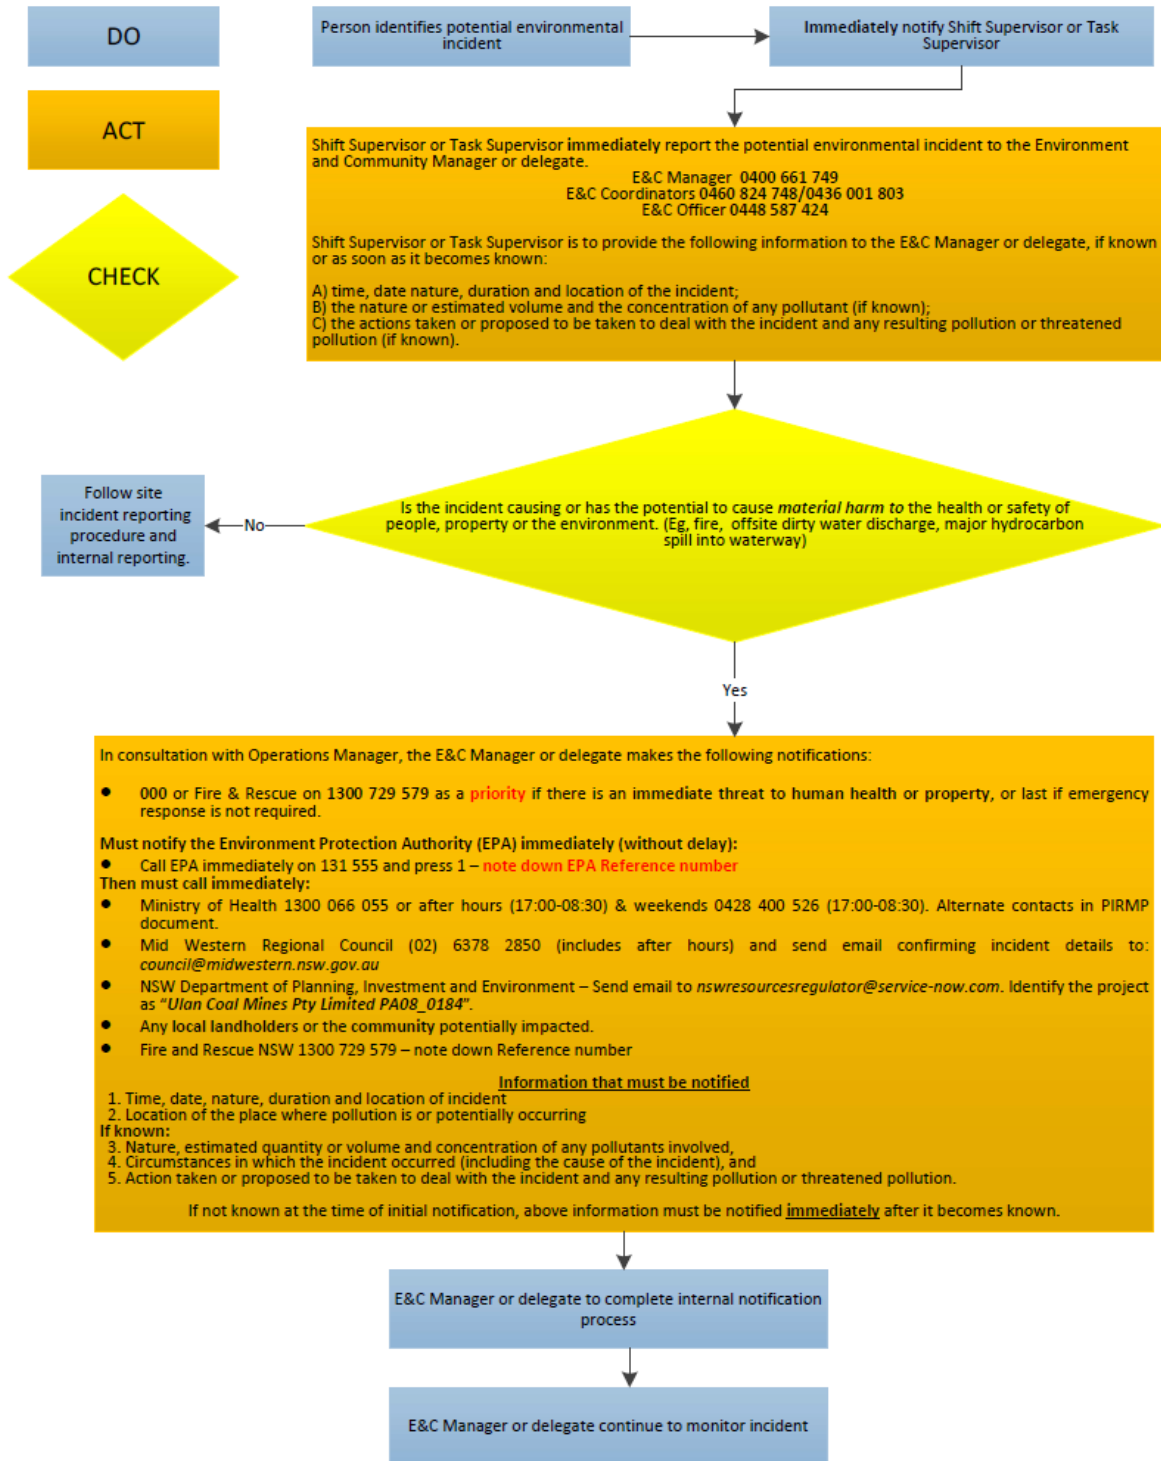 DO
Person identifies potential environmental
incident
Immediately notify Shift Supervisor or Task
Supervisor
ACT
Shift Supervisor or Task Supervisor immediately report the potential environmental incident to the Environment
and Community Manager or delegate.
E&C Manager 0400 661 749
E&C Coordinators 0460 824 748/0436 001 803
E&C Officer 0448 587 424
Shift Supervisor or Task Supervisor is to provide the following information to the E&C Manager or delegate, if known
or as soon as it becomes known:
A) time, date nature, duration and location of the incident;
B) the nature or estimated volume and the concentration of any pollutant (if known);
C) the actions taken or proposed to be taken to deal with the incident and any resulting pollution or threatened
pollution (if known).
CHECK
Is the incident causing or has the potential to cause material harm to the health or safety of
people, property or the environment. (Eg, fire, offsite dirty water discharge, major hydrocarbon
spill into waterway)
No
Follow site
incident reporting
procedure and
internal reporting.
Yes
In consultation with Operations Manager, the E&C Manager or delegate makes the following notifications:
● 000 or Fire & Rescue on 1300 729 579 as a priority if there is an immediate threat to human health or property, or last if emergency
response is not required.
Must notify the Environment Protection Authority (EPA) immediately (without delay):
● Call EPA immediately on 131 555 and press 1 – note down EPA Reference number
Then must call immediately:
● Ministry of Health 1300 066 055 or after hours (17:00-08:30) & weekends 0428 400 526 (17:00-08:30). Alternate contacts in PIRMP
document.
● Mid Western Regional Council (02) 6378 2850 (includes after hours) and send email confirming incident details to:
council@midwestern.nsw.gov.au
● NSW Department of Planning, Investment and Environment – Send email to nswresourcesregulator@service-now.com. Identify the project
as “Ulan Coal Mines Pty Limited PA08_0184”.
● Any local landholders or the community potentially impacted.
● Fire and Rescue NSW 1300 729 579 – note down Reference number
Information that must be notified
1. Time, date, nature, duration and location of incident
2. Location of the place where pollution is or potentially occurring
If known:
3. Nature, estimated quantity or volume and concentration of any pollutants involved,
4. Circumstances in which the incident occurred (including the cause of the incident), and
5. Action taken or proposed to be taken to deal with the incident and any resulting pollution or threatened pollution.
If not known at the time of initial notification, above information must be notified immediately after it becomes known.
E&C Manager or delegate to complete internal notification
process
E&C Manager or delegate continue to monitor incident